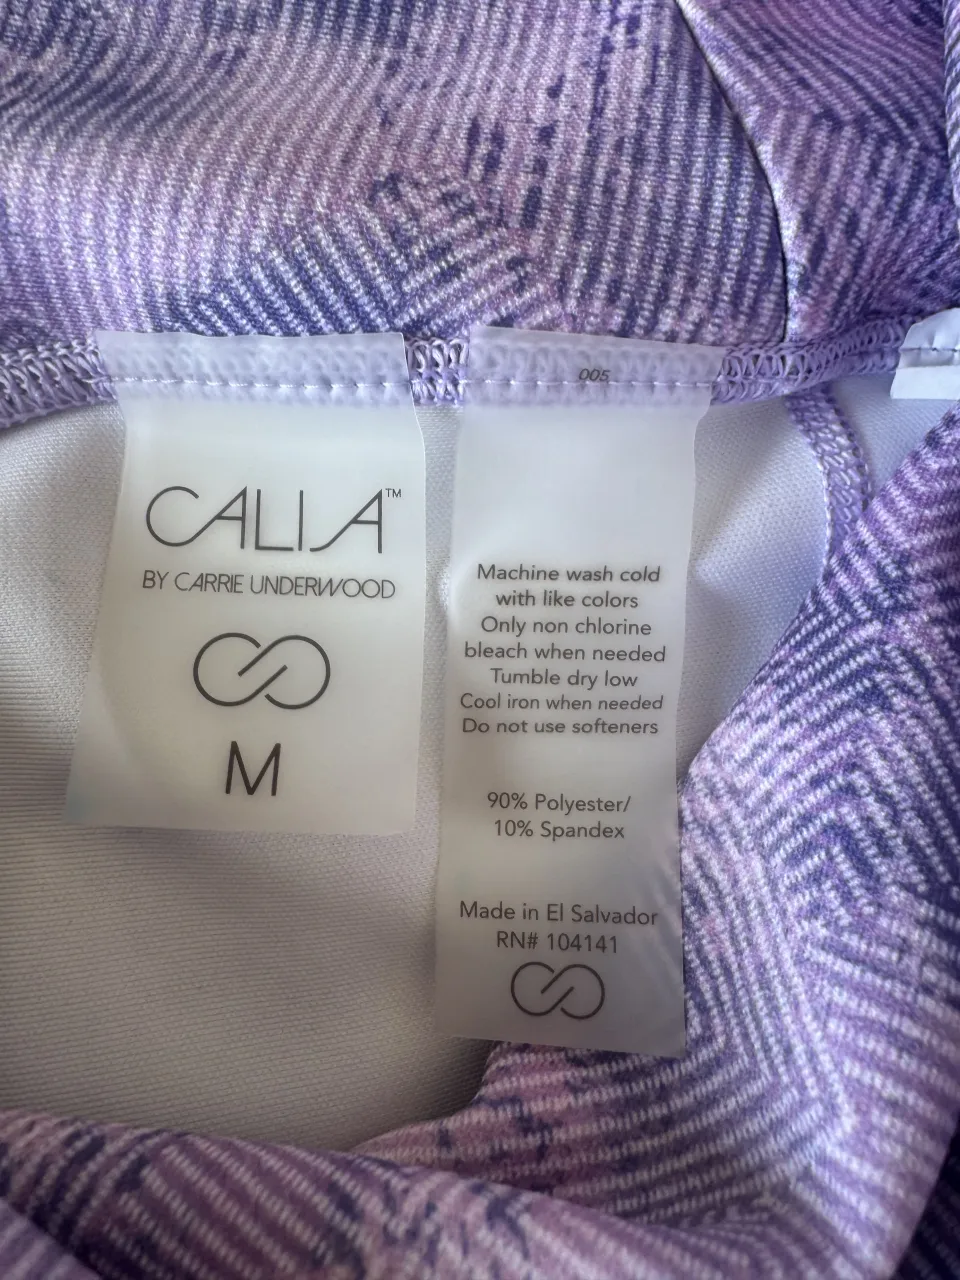 CALIA™
BY CARRIE UNDERWOOD
M
005
Machine wash cold
with like colors
Only non chlorine
bleach when needed
Tumble dry low
Cool iron when needed
Do not use softeners
90% Polyester/
10% Spandex
Made in El Salvador
RN# 104141